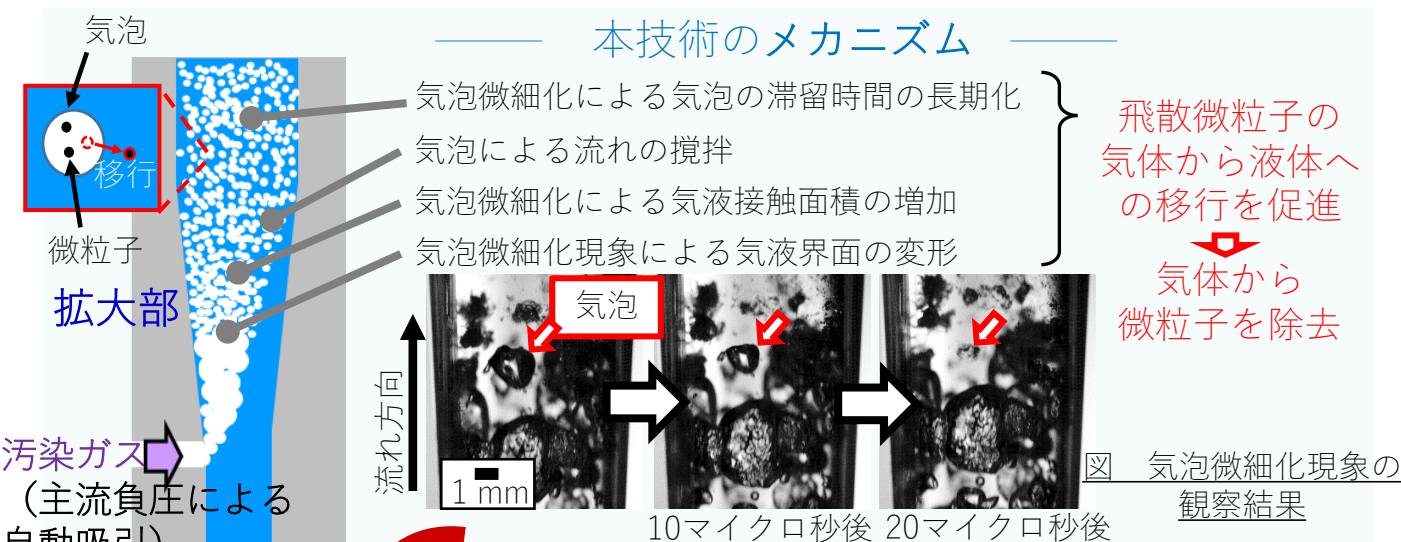 本技術のメカニズム
気泡
移行
微粒子
拡大部
汚染ガス
（主流負圧による
自動吸引）
気泡微細化による気泡の滞留時間の長期化
気泡による流れの撹拌
気泡微細化による気液接触面積の増加
気泡微細化現象による気液界面の変形
飛散微粒子の
気体から液体へ
の移行を促進
気体から
微粒子を除去
流れ方向
気泡
1 mm
10マイクロ秒後
20マイクロ秒後
図　気泡微細化現象の
観察結果